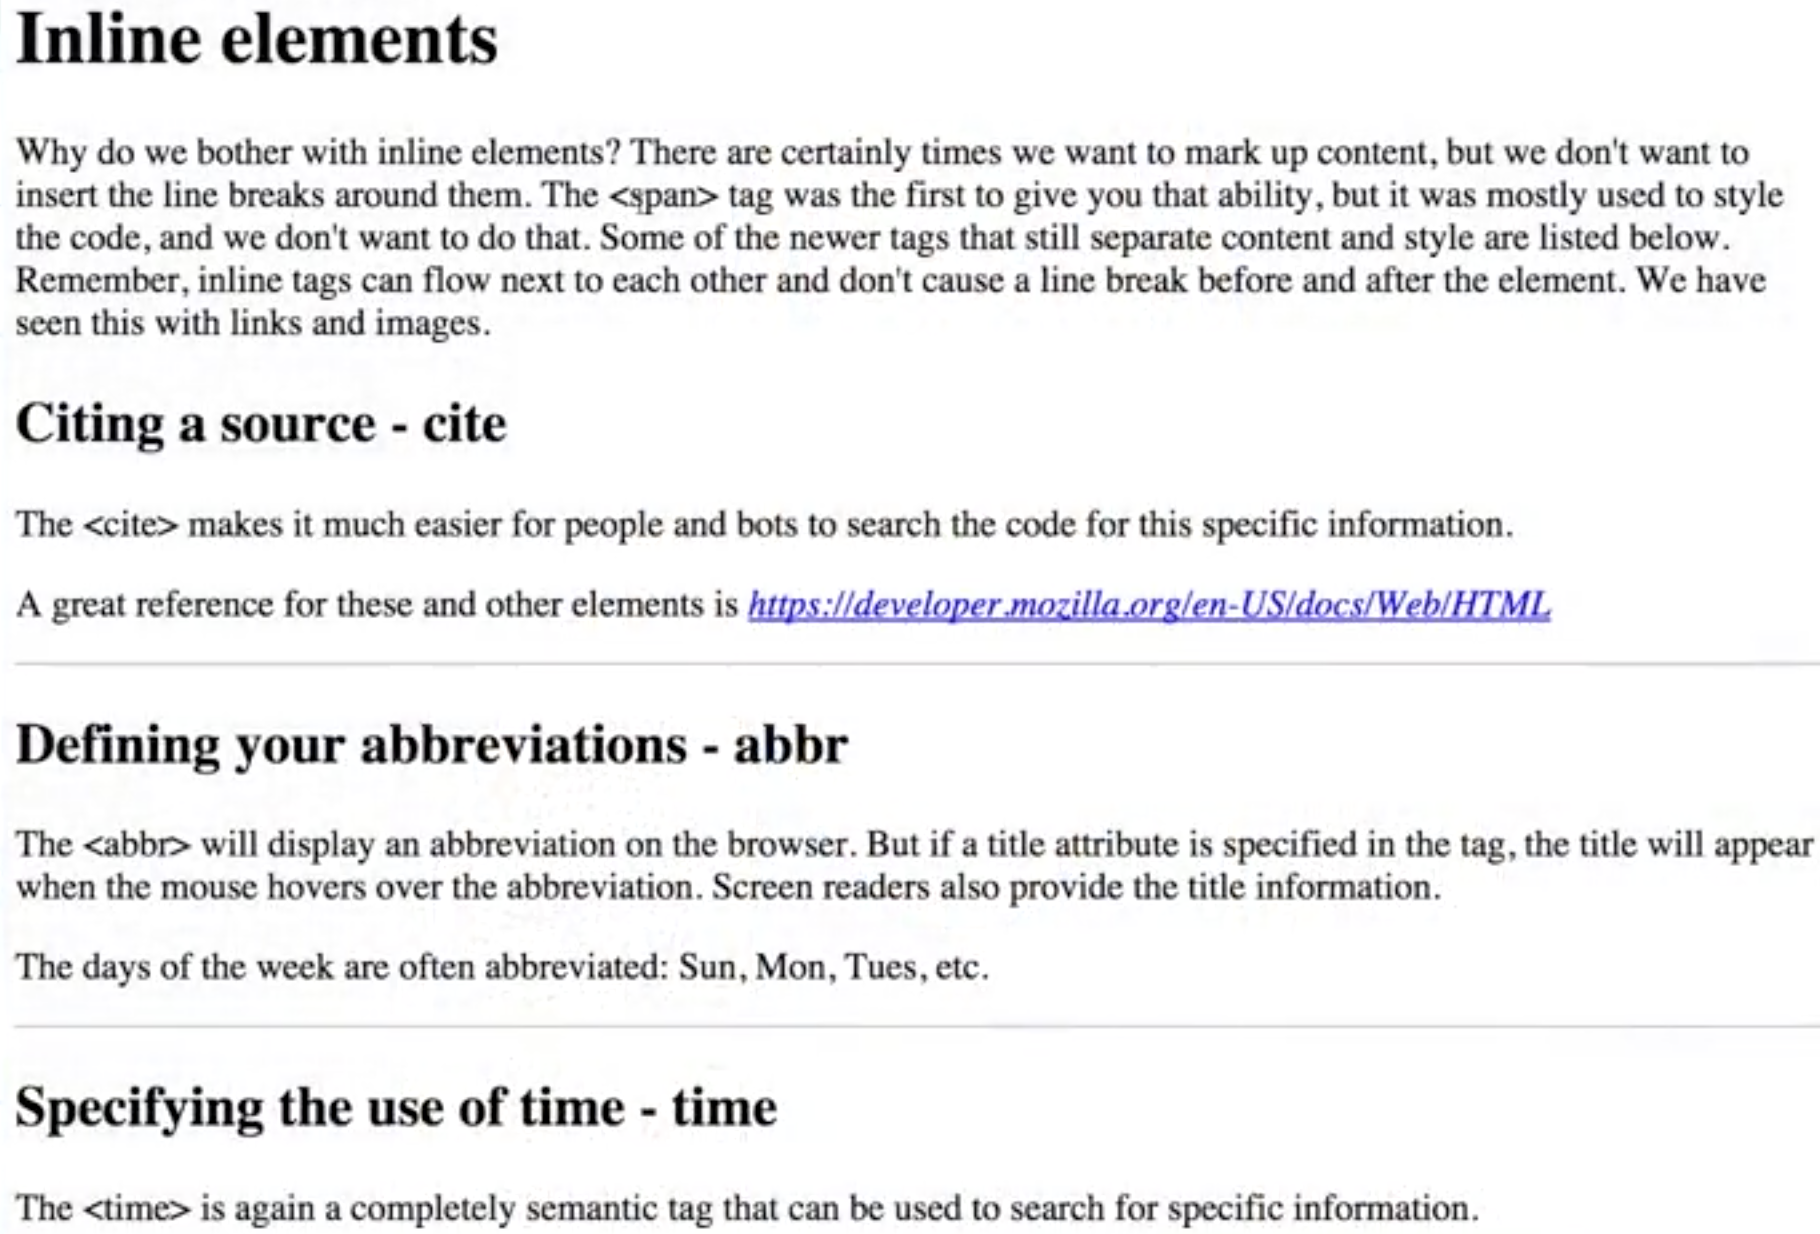 Inline elements
Why do we bother with inline elements? There are certainly times we want to mark up content, but we don't want to
insert the line breaks around them. The <span> tag was the first to give you that ability, but it was mostly used to style
the code, and we don't want to do that. Some of the newer tags that still separate content and style are listed below.
Remember, inline tags can flow next to each other and don't cause a line break before and after the element. We have
seen this with links and images.
Citing a source - cite
The <cite> makes it much easier for people and bots to search the code for this specific information.
A great reference for these and other elements is https://developer.mozilla.org/en-US/docs/Web/HTML
Defining your abbreviations - abbr
The <abbr> will display an abbreviation on the browser. But if a title attribute is specified in the tag, the title will appear
when the mouse hovers over the abbreviation. Screen readers also provide the title information.
The days of the week are often abbreviated: Sun, Mon, Tues, etc.
Specifying the use of time - time
The <time> is again a completely semantic tag that can be used to search for specific information.